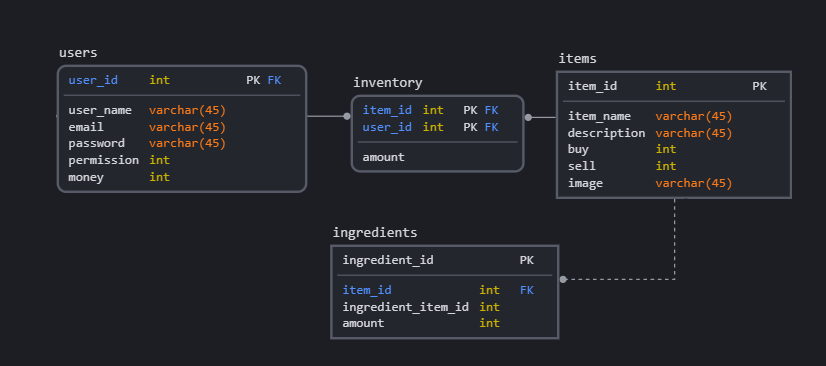 users
user_id int PK FK
user_name varchar(45)
email varchar(45)
password varchar(45)
permission int
money int
inventory
item_id int PK FK
user_id int PK FK
amount
items
item_id int PK
item_name varchar(45)
description varchar(45)
buy int
sell int
image varchar(45)
ingredients
ingredient_id PK
item_id int FK
ingredient_item_id int
amount int